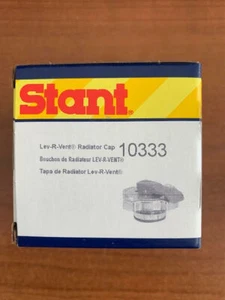 Stant
Lev-R-Vent® Radiator Cap 10333
Bouchon de Radiateur LEV-R-VENT®
Tapa de Radiator Lev-R-Vent®